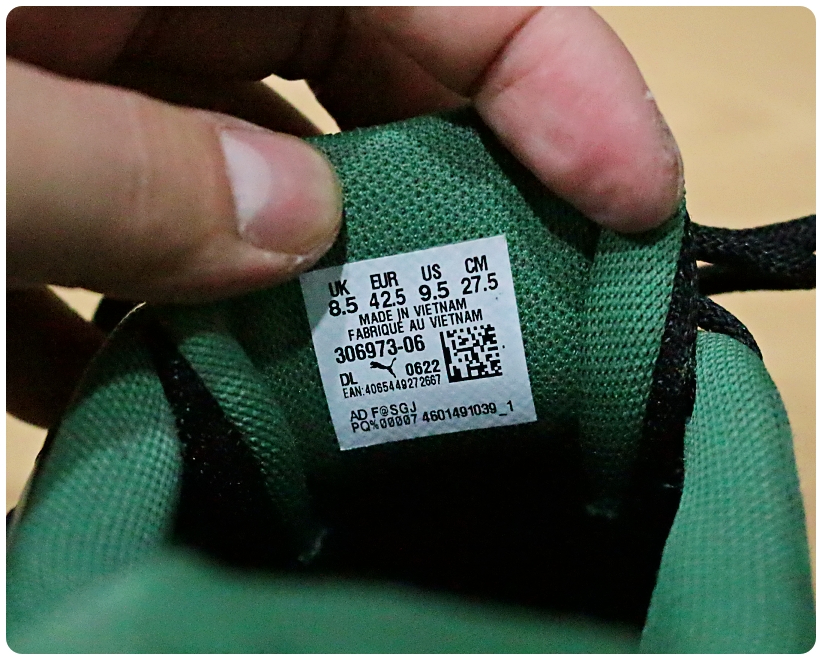 UK EUR US CM
8.5 42.5 9.5 27.5
MADE IN VIETNAM
FABRIQUE AU VIETNAM
306973-06
DL 0622
EAN:4065449272667
AD F@SGJ
PQ%00007 4601491039_1